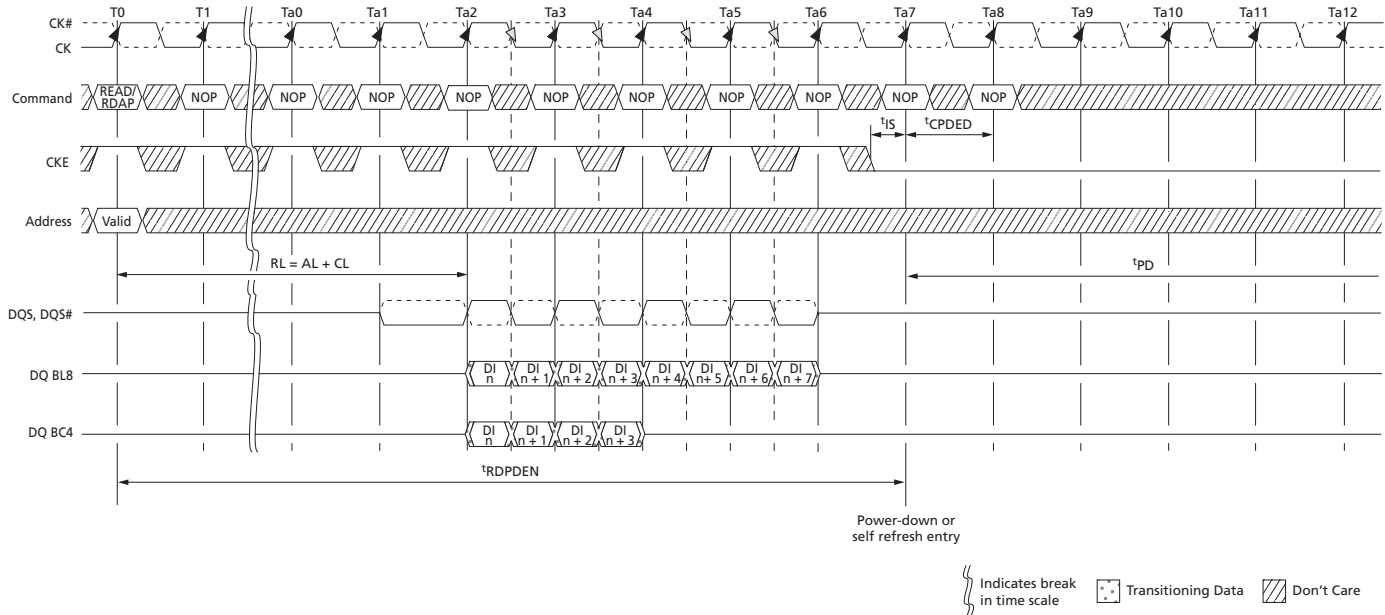 T0 T1 Ta0 Ta1 Ta2 Ta3 Ta4 Ta5 Ta6 Ta7 Ta8 Ta9 Ta10 Ta11 Ta12
CK#
CK
Command READ/RDAP NOP NOP NOP NOP NOP NOP NOP NOP NOP NOP
tIS tCPDED
CKE
Address Valid
RL = AL + CL tPD
DQS, DQS#
DQ BL8 DI n DI n + 1 DI n + 2 DI n + 3 DI n + 4 DI n+ 5 DI n + 6 DI n + 7
DQ BC4 DI n DI n + 1 DI n + 2 DI n + 3
tRDPDEN
Power-down or
self refresh entry
Indicates break
in time scale
Transitioning Data
Don't Care